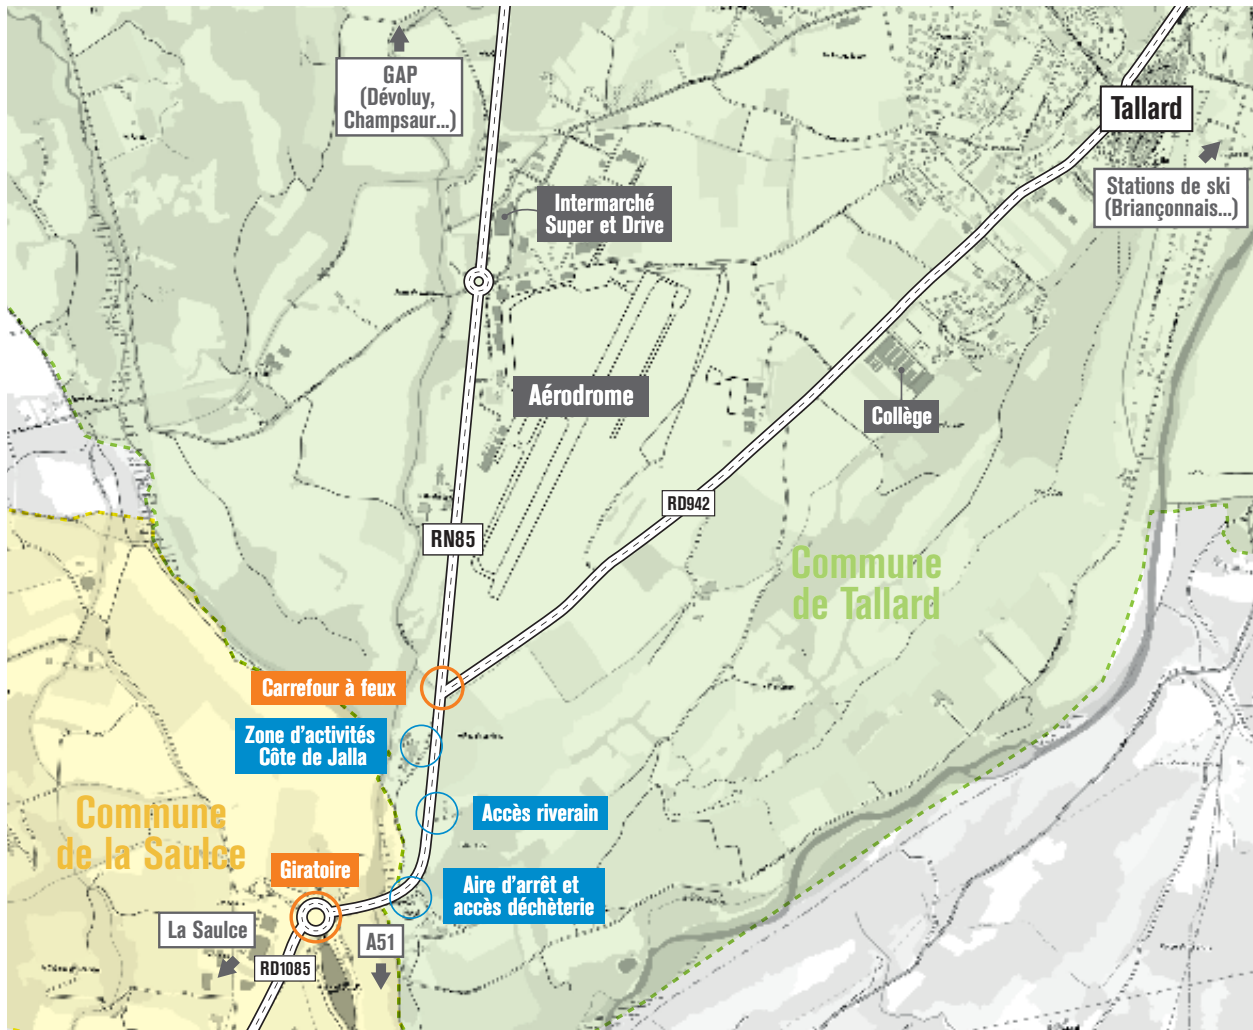 GAP
(Dévoluy,
Champsaur...)
Tallard
Stations de ski
(Briançonnais...)
Intermarché
Super et Drive
Aérodrome
Collège
RD942
RN85
Commune
de Tallard
Carrefour à feux
Zone d'activités
Côte de Jalla
Accès riverain
Commune
de la Saulce
Giratoire
Aire d'arrêt et
accès déchèterie
La Saulce
A51
RD1085